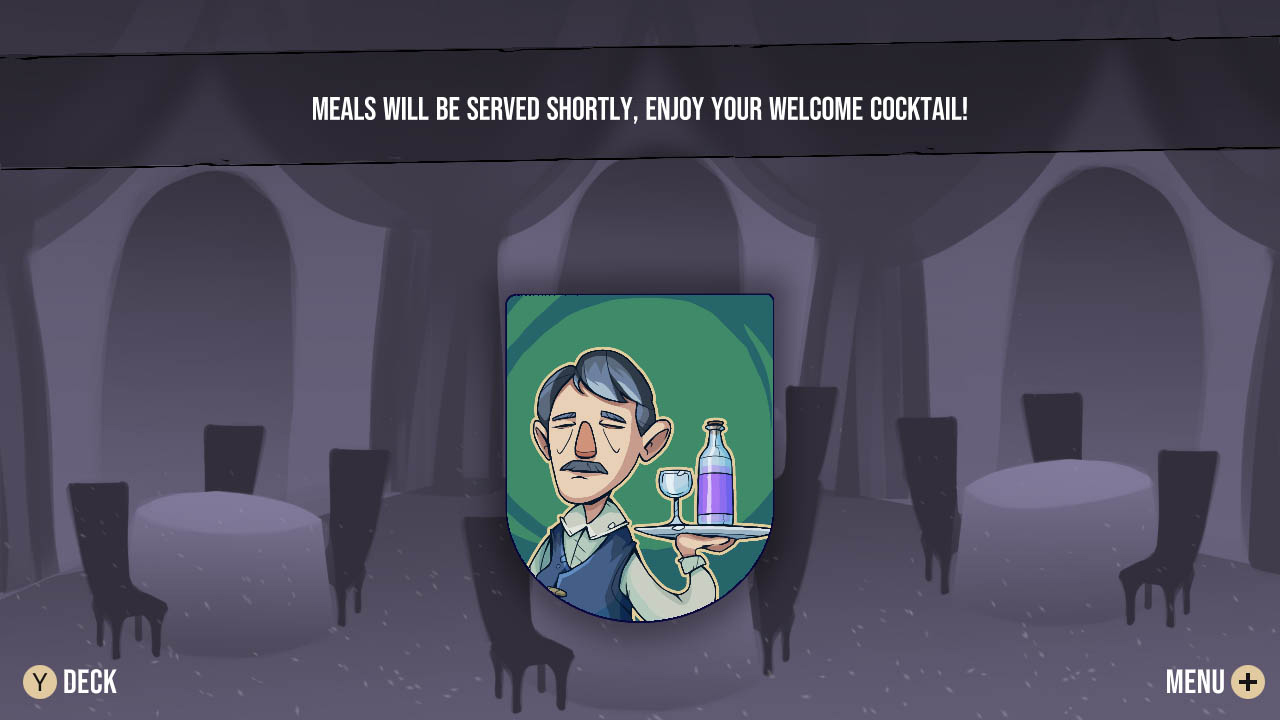 MEALS WILL BE SERVED SHORTLY, ENJOY YOUR WELCOME COCKTAIL!
Y DECK
MENU +